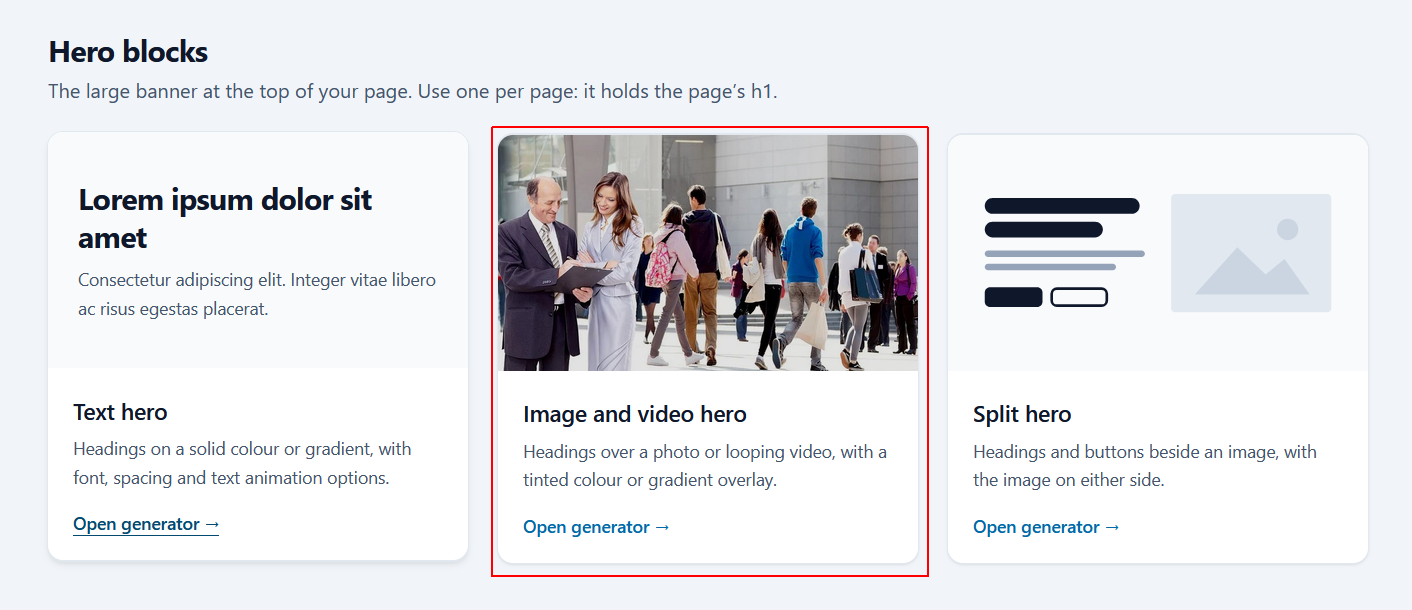 Hero blocks
The large banner at the top of your page. Use one per page: it holds the page’s h1.
Lorem ipsum dolor sit
amet
Consectetur adipiscing elit. Integer vitae libero
ac risus egestas placerat.
Text hero
Headings on a solid colour or gradient, with
font, spacing and text animation options.
Open generator →
Image and video hero
Headings over a photo or looping video, with a
tinted colour or gradient overlay.
Open generator →
Split hero
Headings and buttons beside an image, with
the image on either side.
Open generator →